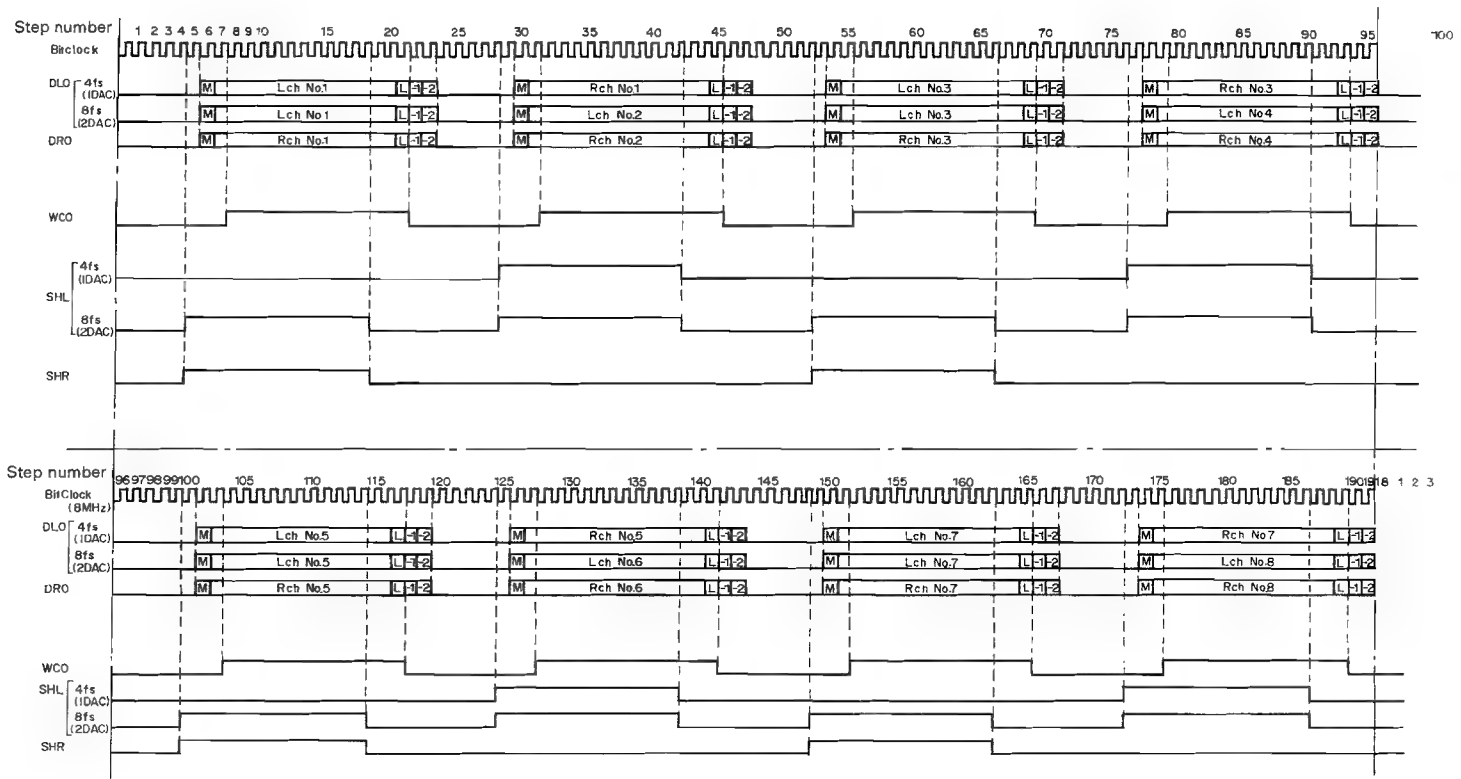 Step number 1 2 3 4 5 6 7 8 9 10 15 20 25 30 35 40 45 50 55 60 65 70 75 80 85 90 95 100
Bitclock
DLO 4fs (1DAC) M Lch No.1 L -1 -2 M Rch No.1 L -1 -2 M Lch No.3 L -1 -2 M Rch No.3 L -1 -2
8fs (2DAC) M Lch No.1 L -1 -2 M Lch No.2 L -1 -2 M Lch No.3 L -1 -2 M Lch No.4 L -1 -2
DRO M Rch No.1 L -1 -2 M Rch No.2 L -1 -2 M Rch No.3 L -1 -2 M Rch No.4 L -1 -2
WCO
4fs
(1DAC)
SHL
8fs
(2DAC)
SHR
Step number 96 97 98 99 100 105 110 115 120 125 130 135 140 145 150 155 160 165 170 175 180 185 190 191 1 2 3
BitClock
(8MHz)
DLO 4fs (1DAC) M Lch No.5 L -1 -2 M Rch No.5 L -1 -2 M Lch No.7 L -1 -2 M Rch No.7 L -1 -2
8fs (2DAC) M Lch No.5 L -1 -2 M Lch No.6 L -1 -2 M Lch No.7 L -1 -2 M Lch No.8 L -1 -2
DRO M Rch No.5 L -1 -2 M Rch No.6 L -1 -2 M Rch No.7 L -1 -2 M Rch No.8 L -1 -2
WCO
SHL 4fs
(1DAC)
8fs
(2DAC)
SHR